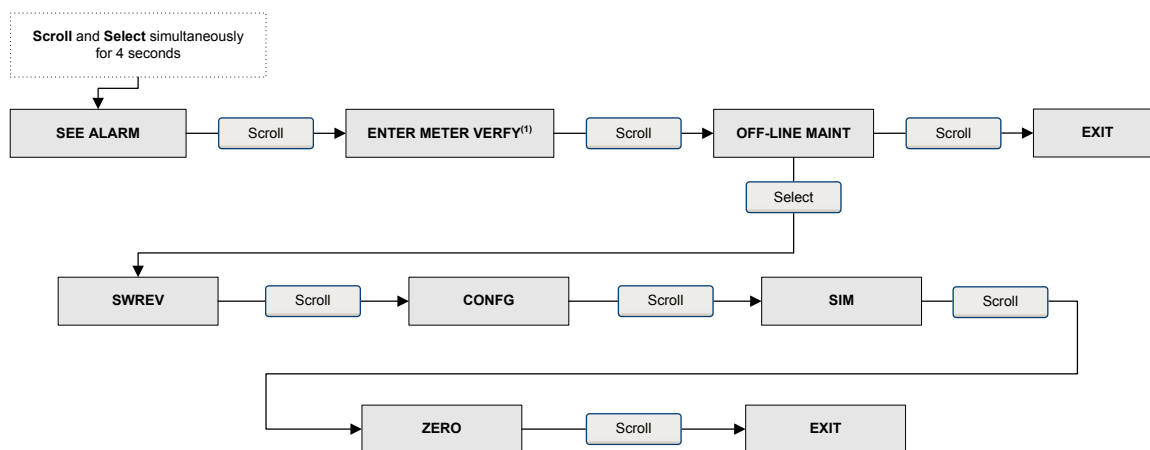 Scroll and Select simultaneously
for 4 seconds
SEE ALARM
Scroll
ENTER METER VERFY(1)
Scroll
OFF-LINE MAINT
Scroll
EXIT
Select
SWREV
Scroll
CONFG
Scroll
SIM
Scroll
ZERO
Scroll
EXIT